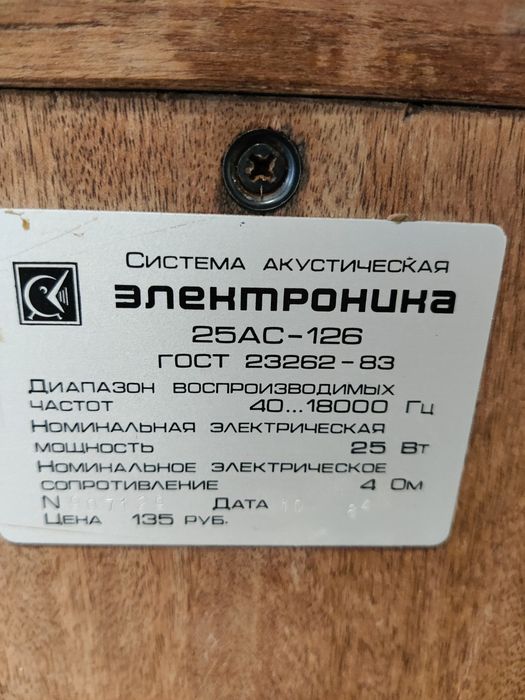 Система акустическая
электроника
25АС-126
ГОСТ 23262-83
Диапазон воспроизводимых
частот 40...18000 Гц
Номинальная электрическая
мощность 25 Вт
Номинальное электрическое
сопротивление 4 Ом
N Дата 10
Цена 135 руб.